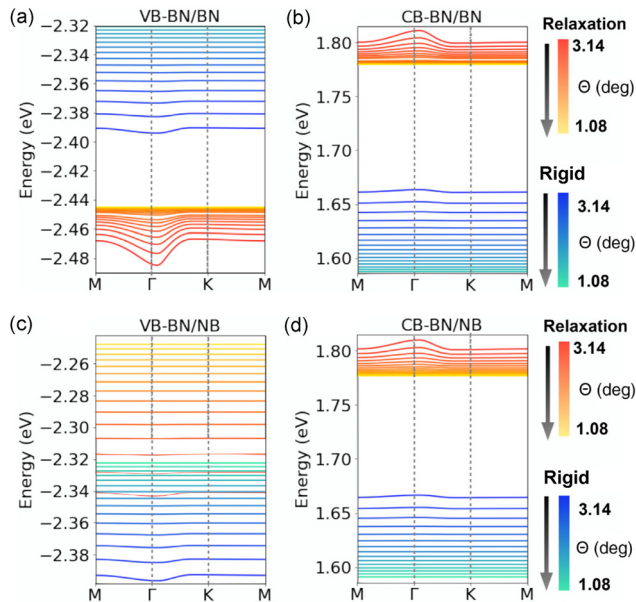 (a)
VB-BN/BN
−2.32
−2.34
−2.36
−2.38
−2.40
−2.42
−2.44
−2.46
−2.48
Energy (eV)
M Γ K M
(b)
CB-BN/BN
1.80
1.75
1.70
1.65
1.60
Energy (eV)
M Γ K M
Relaxation
3.14
Θ (deg)
1.08
Rigid
3.14
Θ (deg)
1.08
(c)
VB-BN/NB
−2.26
−2.28
−2.30
−2.32
−2.34
−2.36
−2.38
Energy (eV)
M Γ K M
(d)
CB-BN/NB
1.80
1.75
1.70
1.65
1.60
Energy (eV)
M Γ K M
Relaxation
3.14
Θ (deg)
1.08
Rigid
3.14
Θ (deg)
1.08